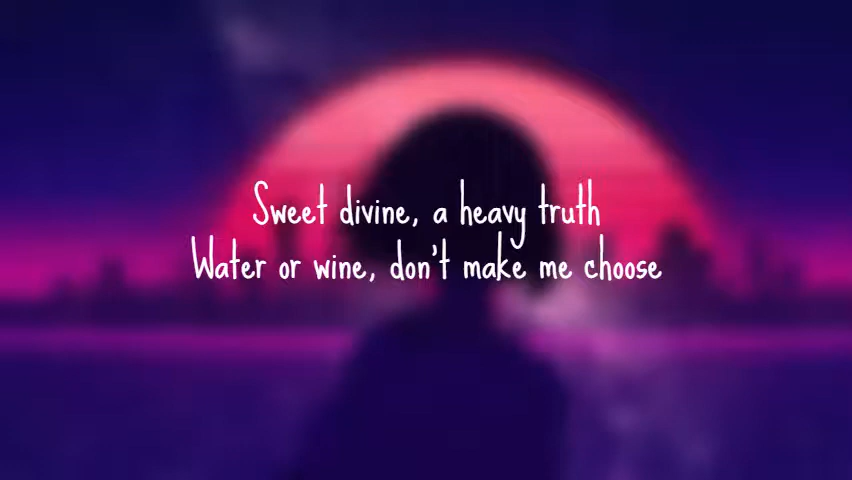 Sweet divine, a heavy truth
Water or wine, don't make me choose